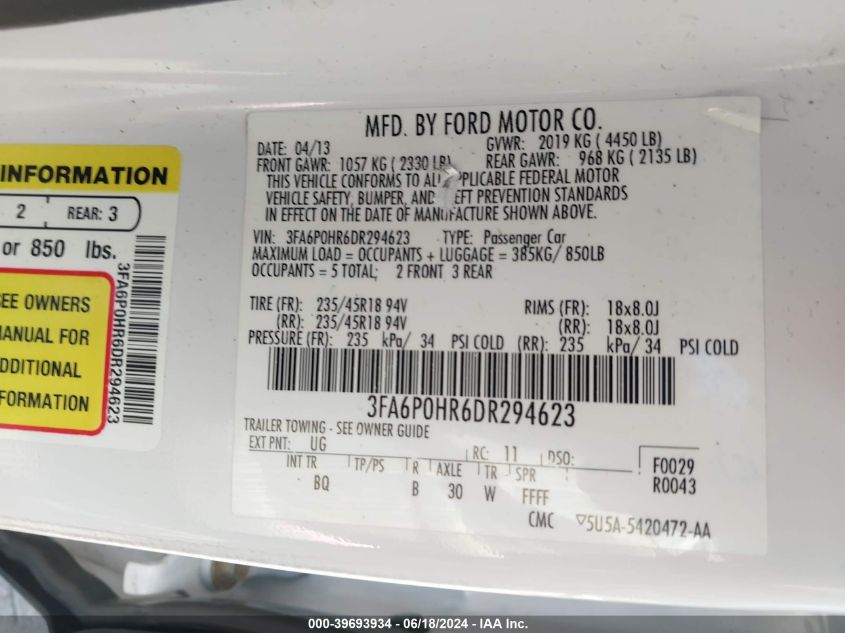 INFORMATION
2 REAR: 3
or 850 lbs.
SEE OWNERS
MANUAL FOR
ADDITIONAL
INFORMATION
3FA6P0HR6DR294623
MFD. BY FORD MOTOR CO.
DATE 04/13 GVWR: 2019 KG ( 4450 LB)
FRONT GAWR: 1057 KG ( 2330 LB) REAR GAWR: 968 KG ( 2135 LB)
THIS VEHICLE CONFORMS TO ALL APPLICABLE FEDERAL MOTOR
VEHICLE SAFETY, BUMPER, AND THEFT PREVENTION STANDARDS
IN EFFECT ON THE DATE OF MANUFACTURE SHOWN ABOVE.
VIN: 3FA6P0HR6DR294623 TYPE: Passenger Car
MAXIMUM LOAD = OCCUPANTS + LUGGAGE = 385KG/ 850LB
OCCUPANTS = 5 TOTAL; 2 FRONT 3 REAR
TIRE (FR): 235/45R18 94V RIMS (FR): 18x8.0J
(RR): 235/45R18 94V (RR): 18x8.0J
PRESSURE (FR): 235 kPa/ 34 PSI COLD (RR): 235 kPa/ 34 PSI COLD
3FA6P0HR6DR294623
TRAILER TOWING - SEE OWNER GUIDE
EXT PNT: UG RC: 11 DSO: F0029
INT TR TP/PS R AXLE TR SPR R0043
BQ B 30 W FFFF
CMC ▽5U5A-5420472-AA
000-39693934 - 06/18/2024 - IAA Inc.